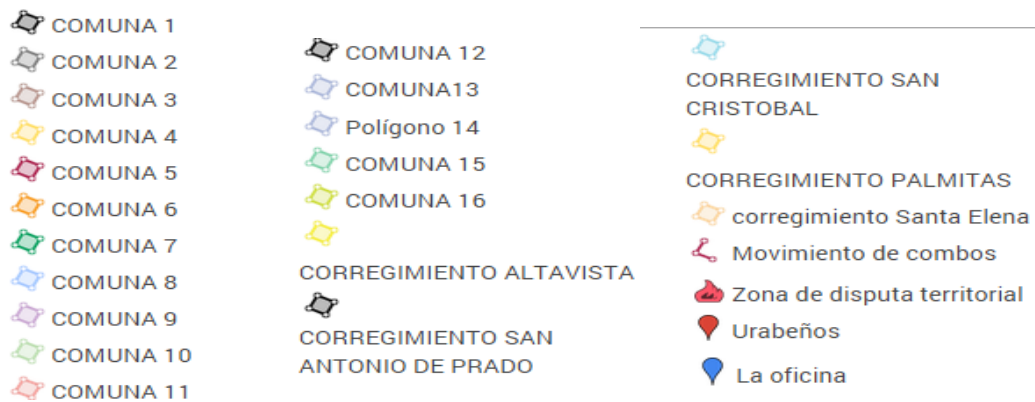 COMUNA 1
COMUNA 2
COMUNA 3
COMUNA 4
COMUNA 5
COMUNA 6
COMUNA 7
COMUNA 8
COMUNA 9
COMUNA 10
COMUNA 11
COMUNA 12
COMUNA13
Polígono 14
COMUNA 15
COMUNA 16
CORREGIMIENTO ALTAVISTA
CORREGIMIENTO SAN
ANTONIO DE PRADO
CORREGIMIENTO SAN
CRISTOBAL
CORREGIMIENTO PALMITAS
corregimiento Santa Elena
Movimiento de combos
Zona de disputa territorial
Urabeños
La oficina